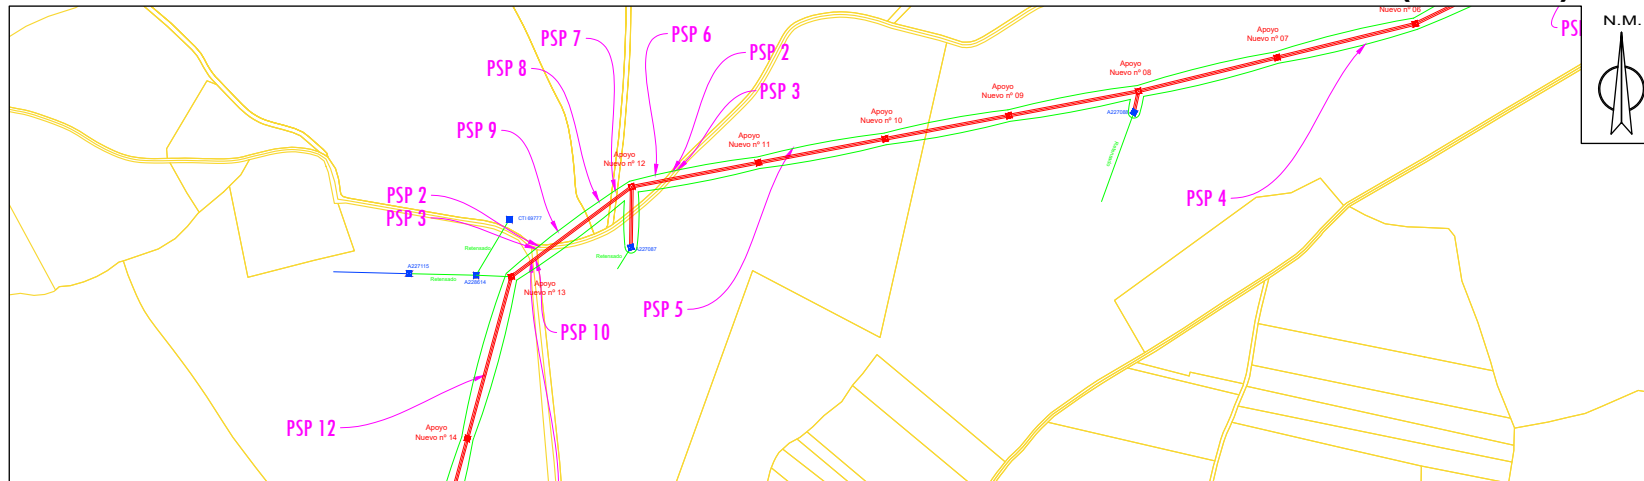 Nuevo nº 06
N.M.
PSP 7
PSP 6
Apoyo
Nuevo nº 07
PSP 2
PSP 8
Apoyo
Nuevo nº 08
PSP 3
Apoyo
Nuevo nº 09
PSP 9
Apoyo
Nuevo nº 10
Apoyo
Nuevo nº 11
Apoyo
Nuevo nº 12
Retensado
PSP 2
PSP 3
PSP 4
CTI-69777
Retensado
A227087
Retensado
A227115
Retensado
A228614
Apoyo
Nuevo nº 13
PSP 5
PSP 10
PSP 12
Apoyo
Nuevo nº 14